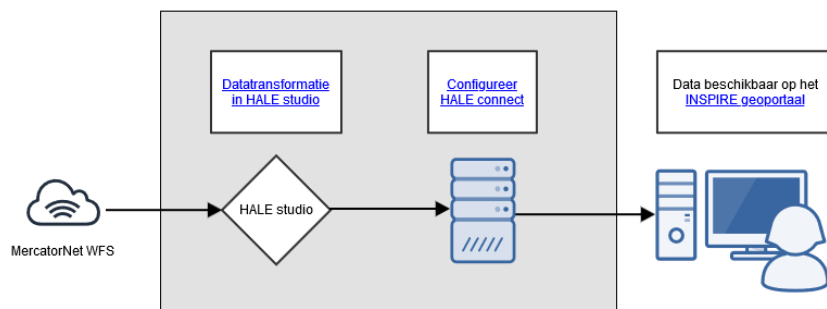 Datatransformatie
in HALE studio
Configureer
HALE connect
Data beschikbaar op het
INSPIRE geoportaal
HALE studio
MercatorNet WFS